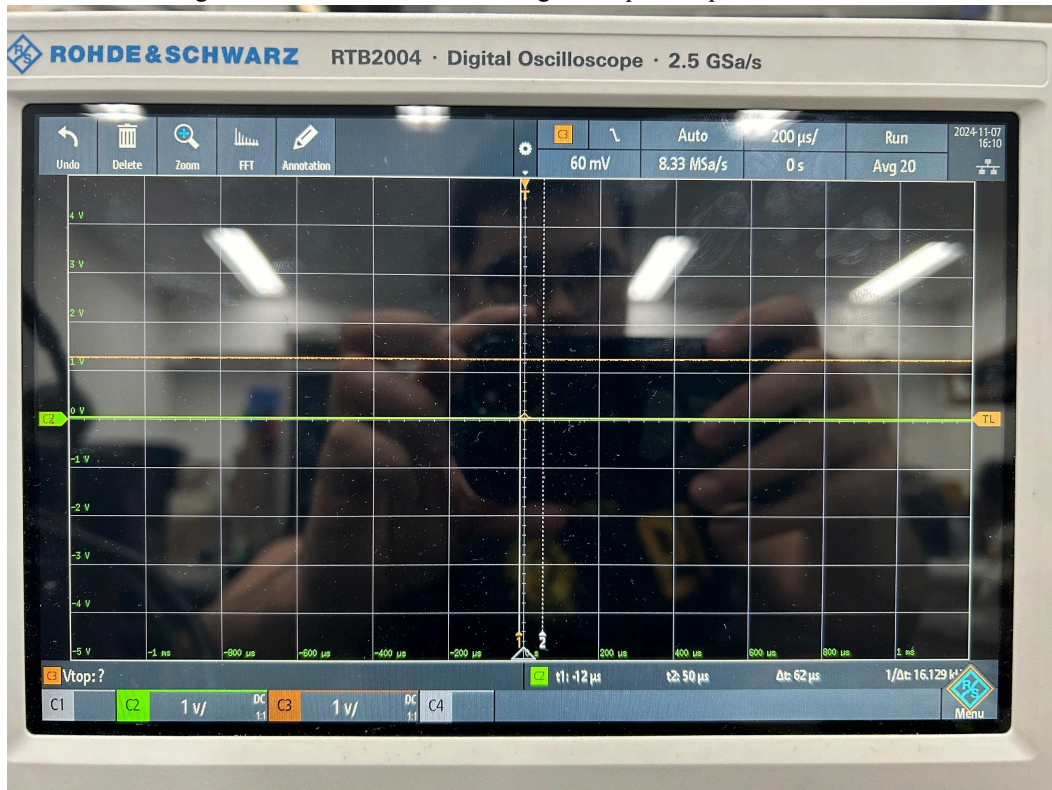 ROHDE&SCHWARZ RTB2004 · Digital Oscilloscope · 2.5 GSa/s
Undo Delete Zoom FFT Annotation
C3 Auto 200 µs/ Run 2024-11-07
16:10
60 mV 8.33 MSa/s 0 s Avg 20
T
4 V
3 V
2 V
1 V
0 V
TL
-1 V
-2 V
-3 V
-4 V
1 2
-5 V -1 ms -800 µs -600 µs -400 µs -200 µs 200 µs 400 µs 600 µs 800 µs 1 ms
C3 Vtop: ? C2 t1: -12 µs t2: 50 µs Δt: 62 µs 1/Δt: 16.129
C1 C2 1 V/ DC 1:1 C3 1 V/ DC 1:1 C4 Menu
R/S